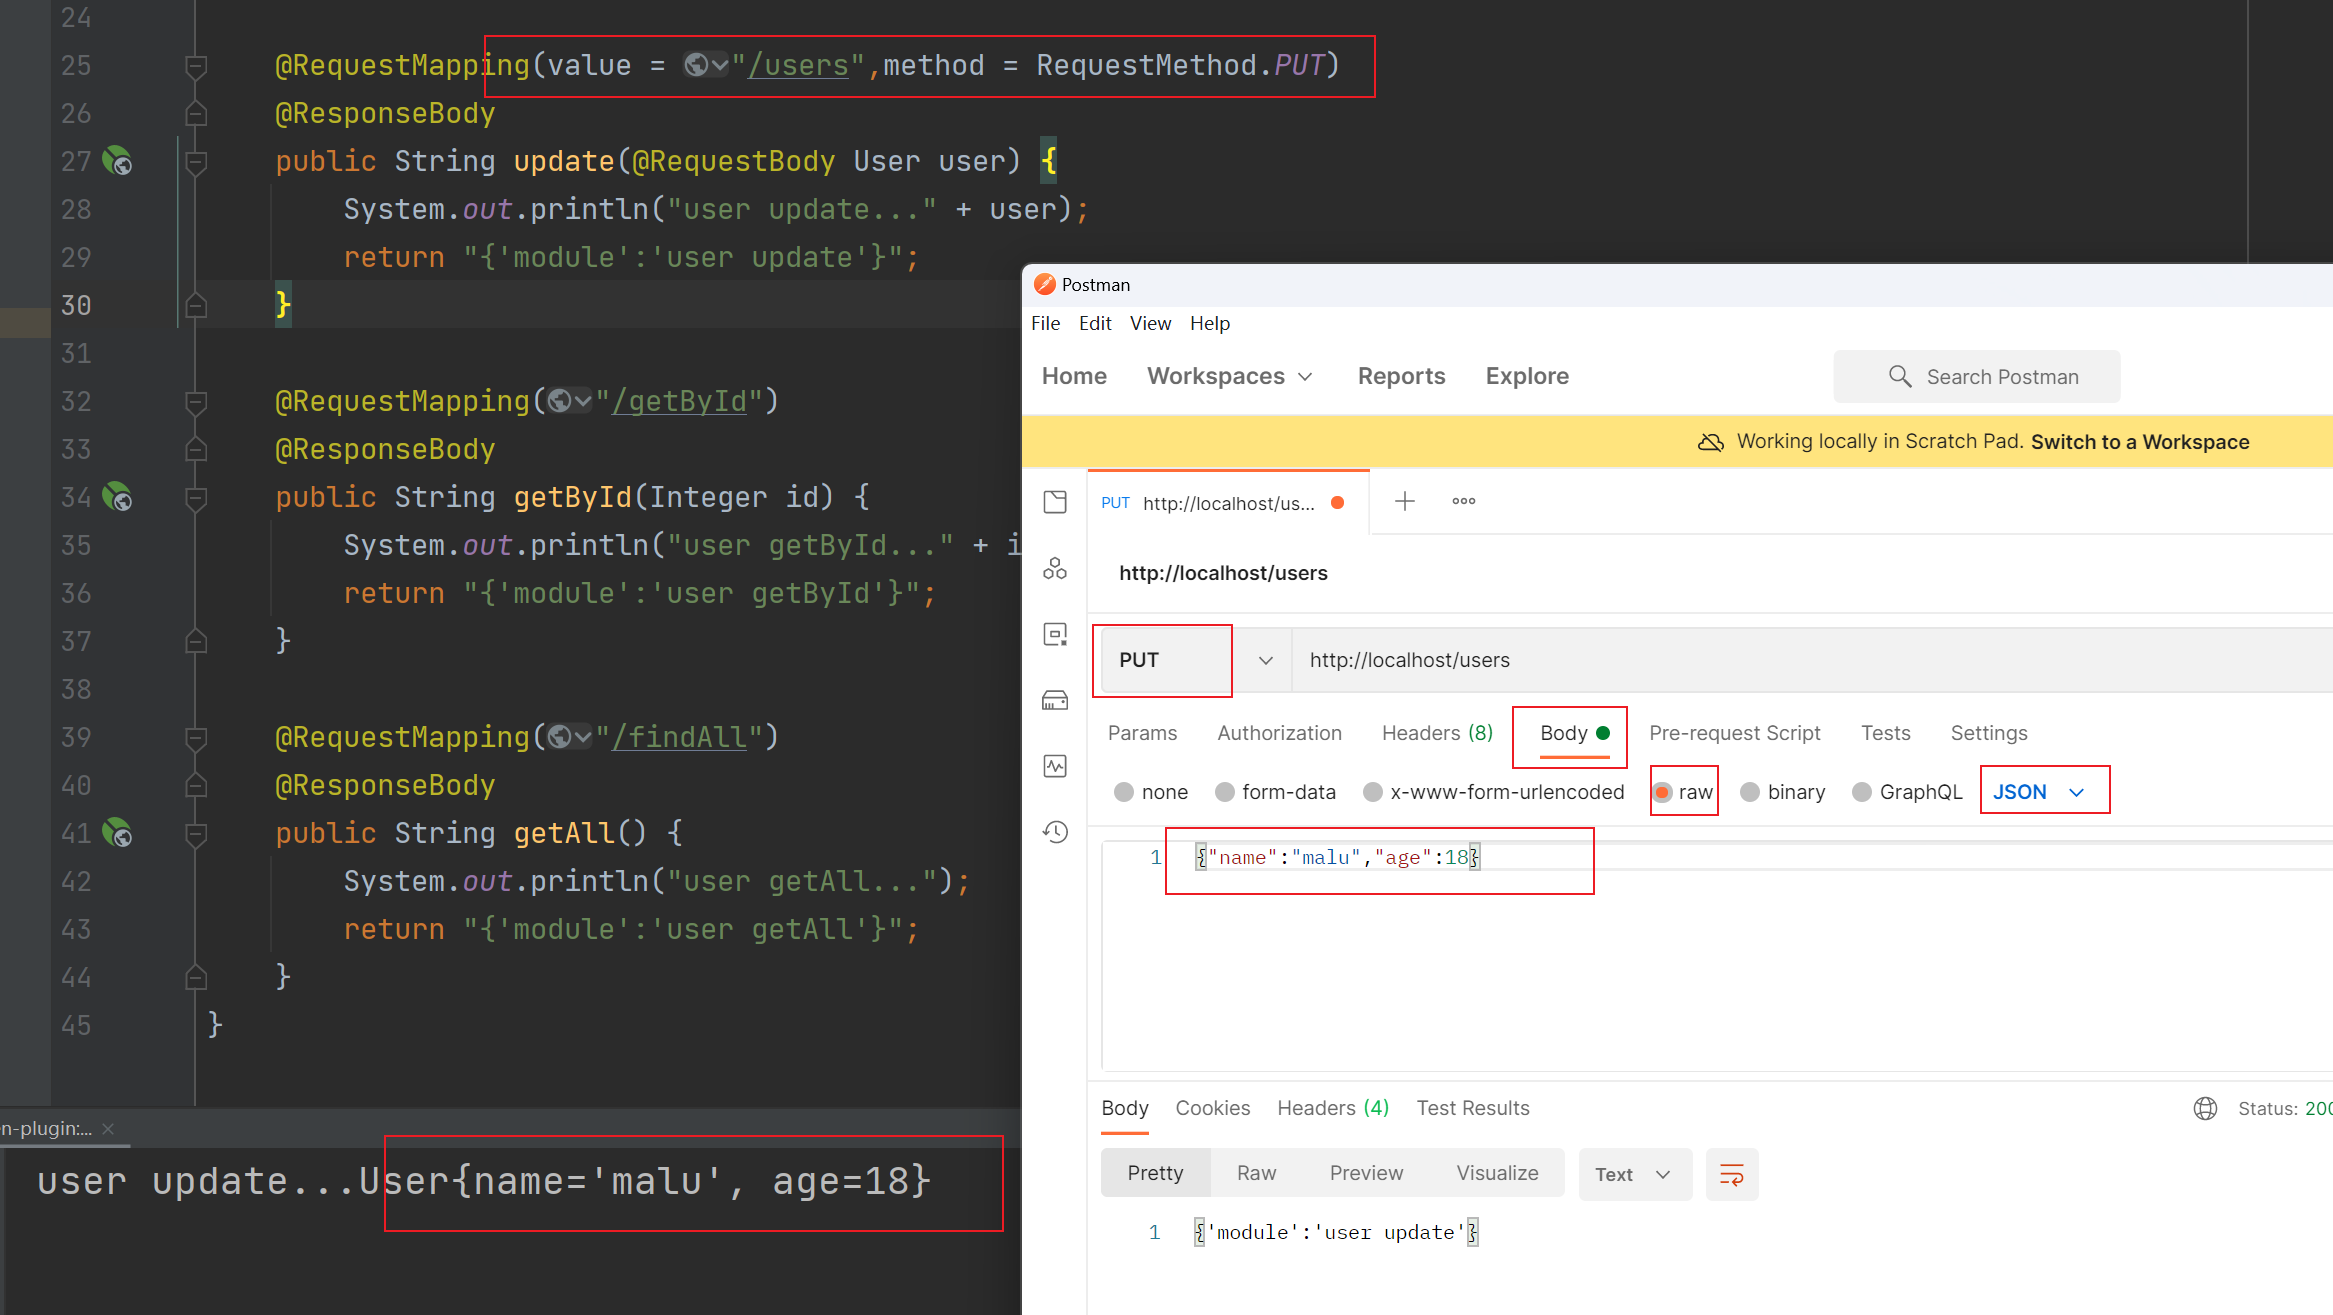 24
25 @RequestMapping(value = "/users",method = RequestMethod.PUT)
26 @ResponseBody
27 public String update(@RequestBody User user) {
28 System.out.println("user update..." + user);
29 return "{'module':'user update'}";
30 }
31
32 @RequestMapping("/getById")
33 @ResponseBody
34 public String getById(Integer id) {
35 System.out.println("user getById..." + i
36 return "{'module':'user getById'}";
37 }
38
39 @RequestMapping("/findAll")
40 @ResponseBody
41 public String getAll() {
42 System.out.println("user getAll...");
43 return "{'module':'user getAll'}";
44 }
45 }
n-plugin:...
user update...User{name='malu', age=18}
Postman
File Edit View Help
Home Workspaces Reports Explore Search Postman
Working locally in Scratch Pad. Switch to a Workspace
PUT http://localhost/us...
http://localhost/users
PUT http://localhost/users
Params Authorization Headers (8) Body Pre-request Script Tests Settings
none form-data x-www-form-urlencoded raw binary GraphQL JSON
1 {"name":"malu","age":18}
Body Cookies Headers (4) Test Results Status: 200
Pretty Raw Preview Visualize Text
1 {'module':'user update'}